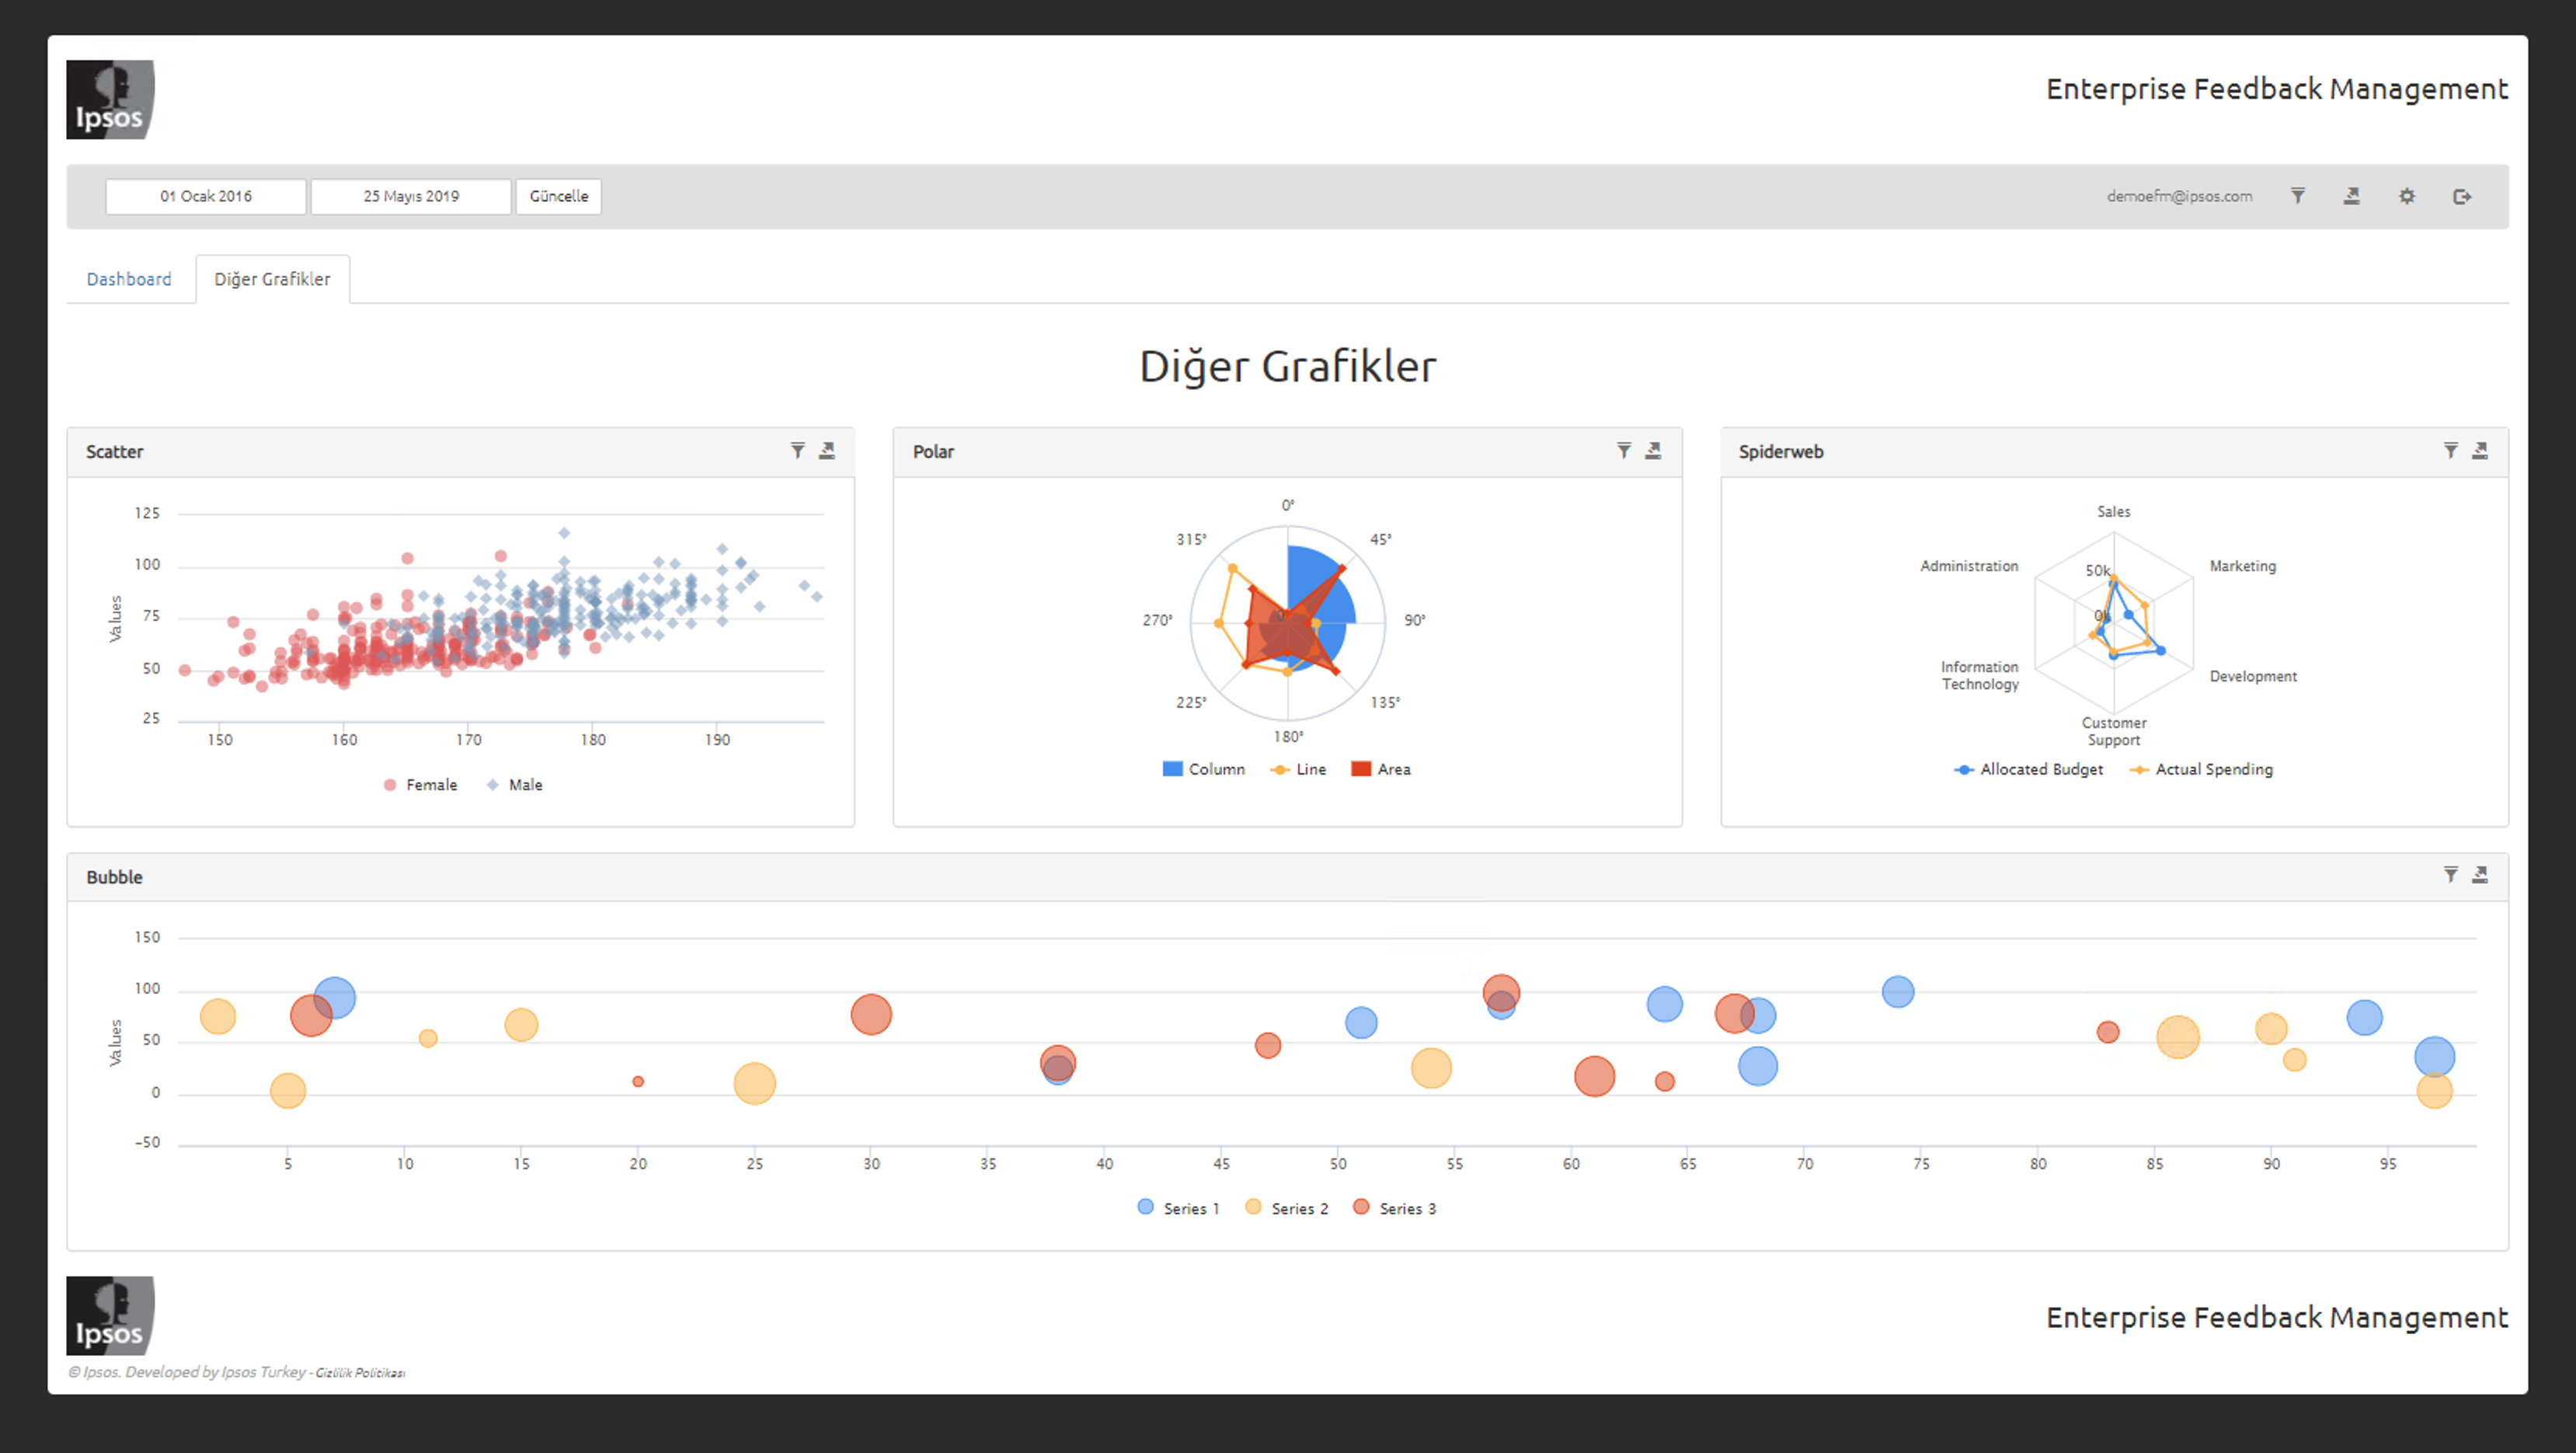 Ipsos
Enterprise Feedback Management
01 Ocak 2016 25 Mayıs 2019 Güncelle demoefm@ipsos.com
Dashboard Diğer Grafikler
Diğer Grafikler
Scatter
125
100
75
50
25
Values
150 160 170 180 190
Female Male
Polar
0°
315° 45°
270° 0 90°
225° 135°
180°
Column Line Area
Spiderweb
Sales
Administration 50k Marketing
0k
Information
Technology
Development
Customer
Support
Allocated Budget Actual Spending
Bubble
150
100
50
0
-50
Values
5 10 15 20 25 30 35 40 45 50 55 60 65 70 75 80 85 90 95
Series 1 Series 2 Series 3
Ipsos
Enterprise Feedback Management
© Ipsos. Developed by Ipsos Turkey - Gizlilik Politikası